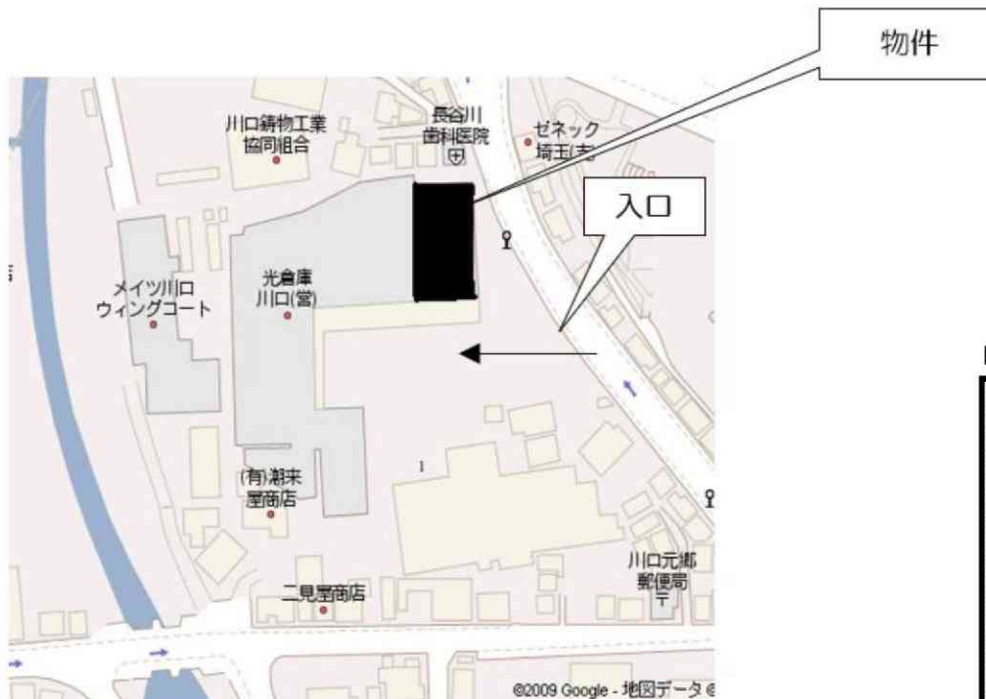 物件
川口鋳物工業
協同組合
長谷川
歯科医院
ゼネック
埼玉(支)
入口
光倉庫
川口(営)
メイツ川口
ウィングコート
1
(有)潮来
屋商店
川口元郷
郵便局
〒
二見屋商店
©2009 Google - 地図データ ©